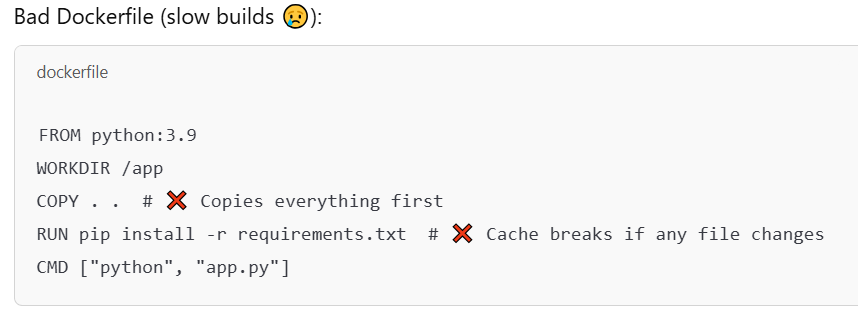 Bad Dockerfile (slow builds 😢):
dockerfile
FROM python:3.9
WORKDIR /app
COPY . .  # ❌ Copies everything first
RUN pip install -r requirements.txt  # ❌ Cache breaks if any file changes
CMD ["python", "app.py"]